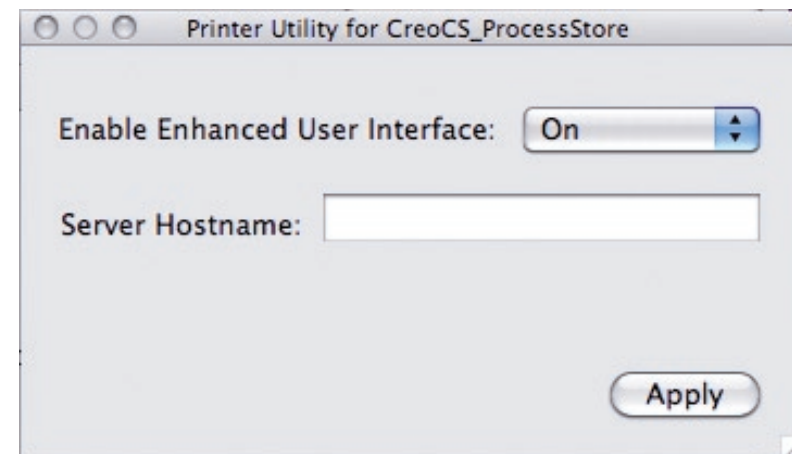 Printer Utility for CreoCS_ProcessStore
Enable Enhanced User Interface: On
Server Hostname:
Apply